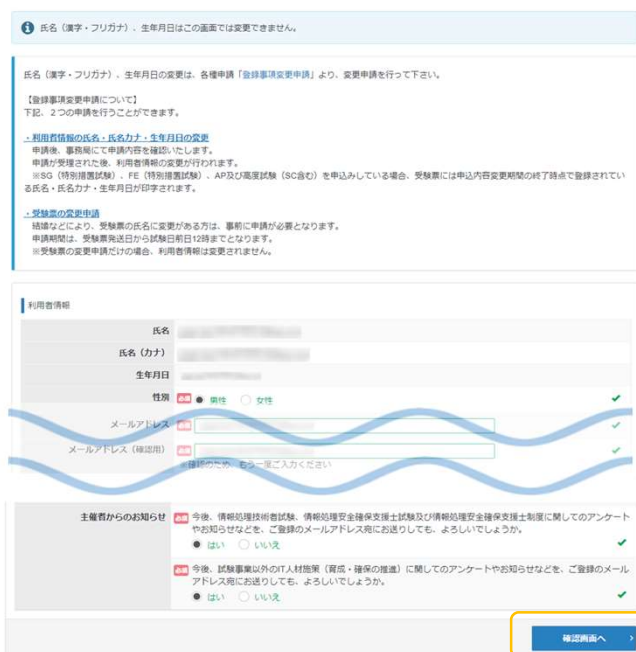 氏名（漢字・フリガナ）、生年月日はこの画面では変更できません。
氏名（漢字・フリガナ）、生年月日の変更は、各種申請「登録事項変更申請」より、変更申請を行って下さい。
【登録事項変更申請について】
下記、２つの申請を行うことができます。
・利用者情報の氏名・氏名カナ・生年月日の変更
申請後、事務局にて申請内容を確認いたします。
申請が受理された後、利用者情報の変更が行われます。
※SG（特別措置試験）、FE（特別措置試験）、AP及び高度試験（SC含む）を申込みしている場合、受験票には申込内容変更期間の終了時点で登録されてい
る氏名・氏名カナ・生年月日が印字されます。
・受験票の変更申請
結婚などにより、受験票の氏名に変更がある方は、事前に申請が必要となります。
申請期間は、受験票発送日から試験日前日12時までとなります。
※受験票の変更申請だけの場合、利用者情報は変更されません。
利用者情報
氏名
氏名（カナ）
生年月日
性別 必須 男性 女性
メールアドレス 必須
メールアドレス（確認用） 必須
※確認のため、もう一度ご入力ください
主催者からのお知らせ 必須 今後、情報処理技術者試験、情報処理安全確保支援士試験及び情報処理安全確保支援士制度に関してのアンケート
やお知らせなどを、ご登録のメールアドレス宛にお送りしても、よろしいでしょうか。
はい いいえ
必須 今後、試験事業以外のIT人材施策（育成・確保の推進）に関してのアンケートやお知らせなどを、ご登録のメール
アドレス宛にお送りしても、よろしいでしょうか。
はい いいえ
確認画面へ